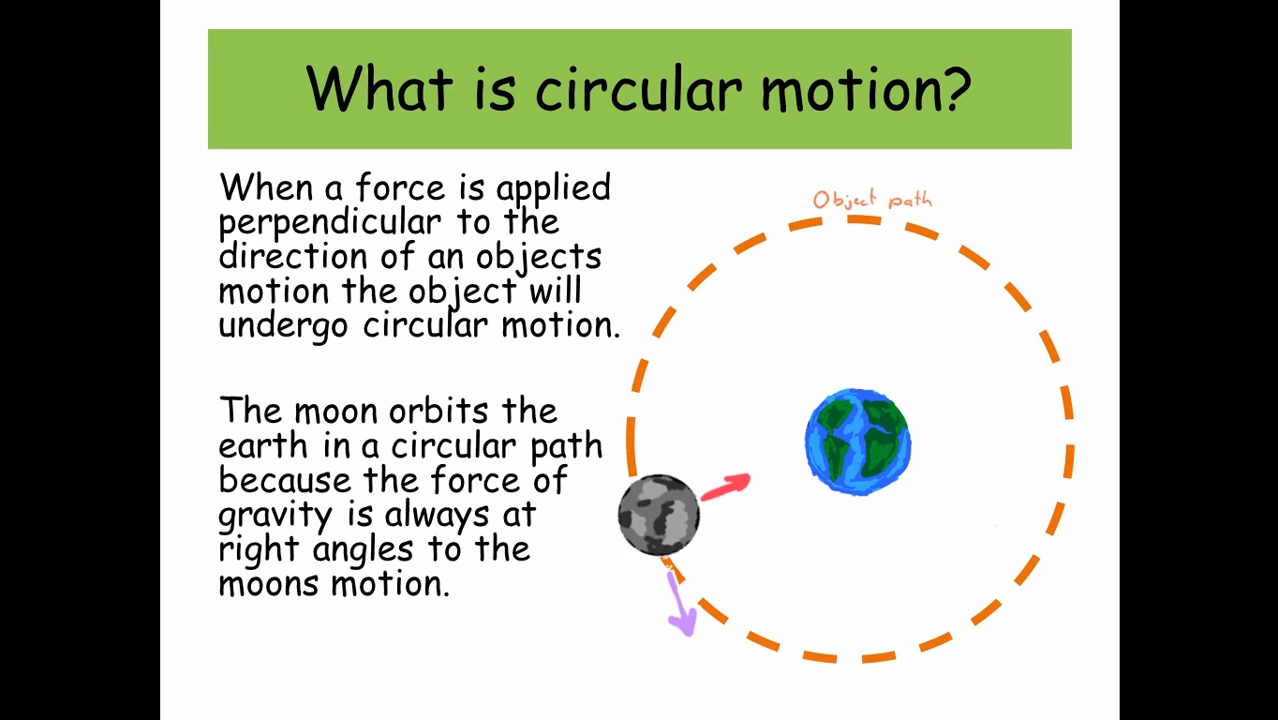 What is circular motion?
When a force is applied
perpendicular to the
direction of an objects
motion the object will
undergo circular motion.
The moon orbits the
earth in a circular path
because the force of
gravity is always at
right angles to the
moons motion.
Object path